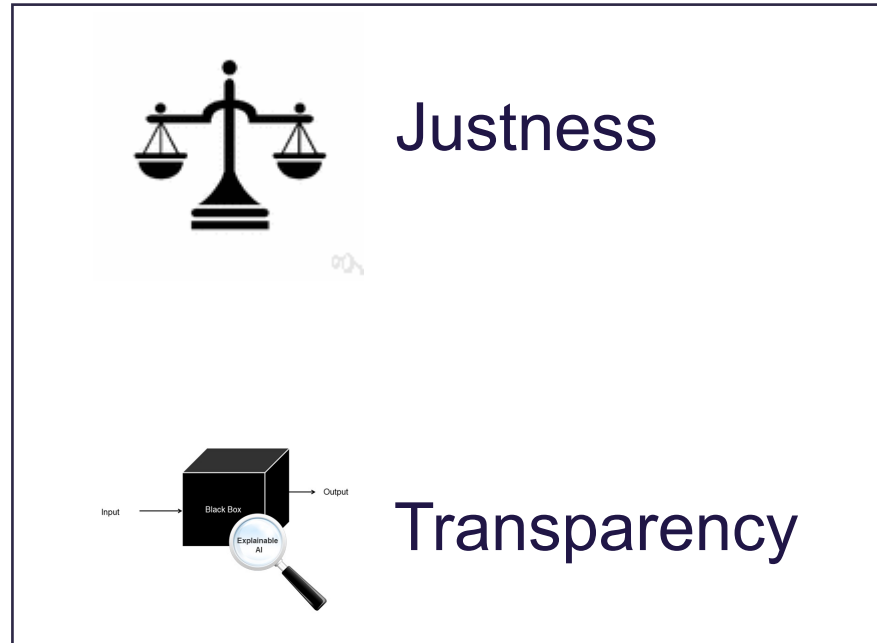 Justness
Input
Black Box
Output
Explainable
AI
Transparency